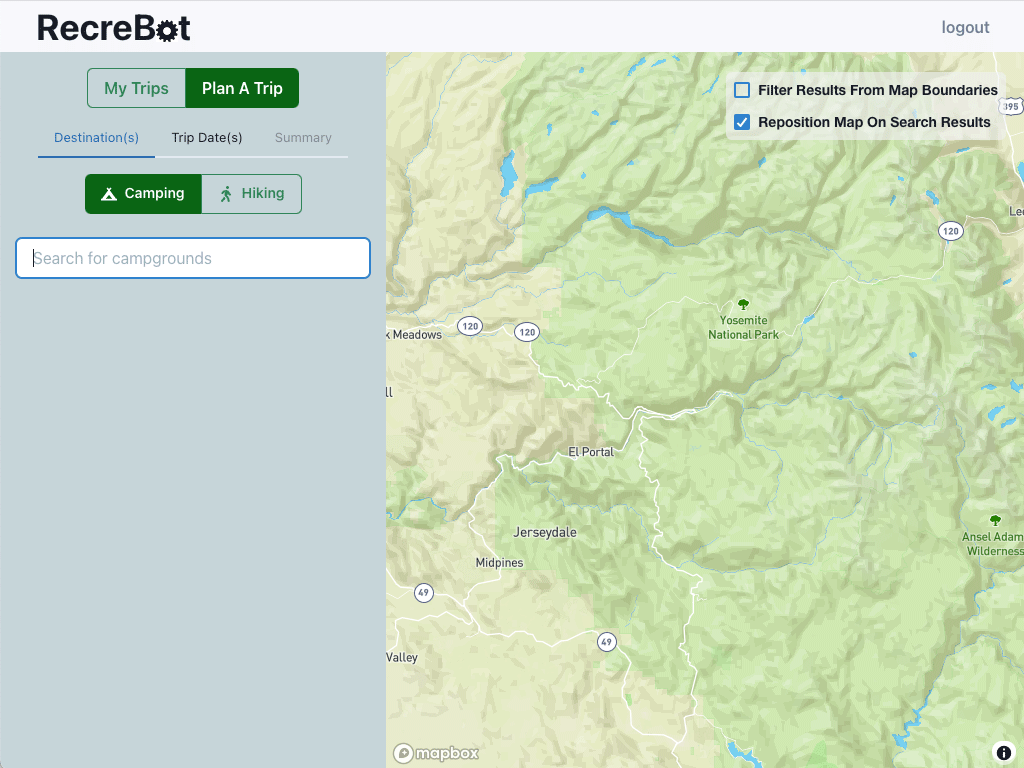 RecreBot
logout
My Trips
Plan A Trip
Destination(s)
Trip Date(s)
Summary
Camping
Hiking
Search for campgrounds
Filter Results From Map Boundaries
Reposition Map On Search Results
395
Lee
120
Yosemite
National Park
k Meadows
120
120
ll
El Portal
Jerseydale
Ansel Adam
Wilderness
Midpines
49
49
Valley
mapbox